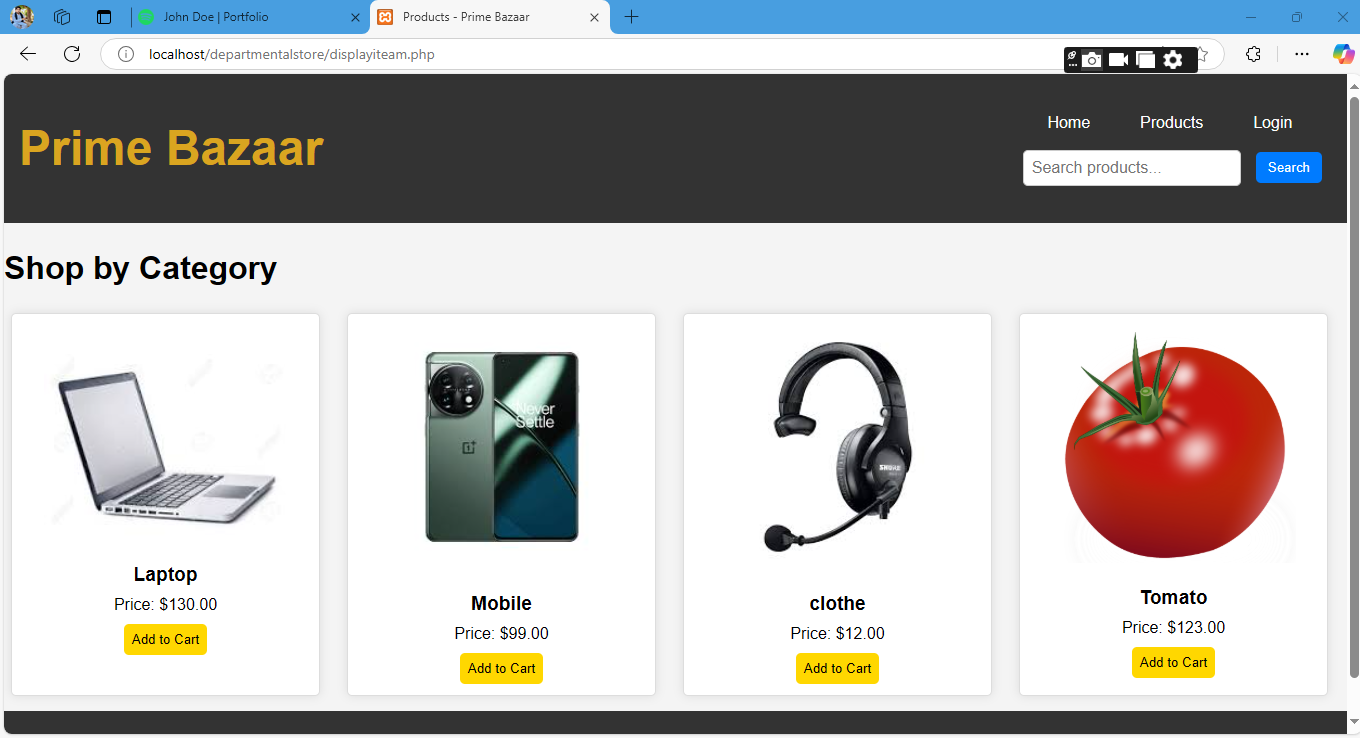 John Doe | Portfolio
Products - Prime Bazaar
localhost/departmentalstore/displayiteam.php
Prime Bazaar
Home Products Login
Search products... Search
Shop by Category
Never
Settle
SHURE
Laptop
Price: $130.00
Add to Cart
Mobile
Price: $99.00
Add to Cart
clothe
Price: $12.00
Add to Cart
Tomato
Price: $123.00
Add to Cart